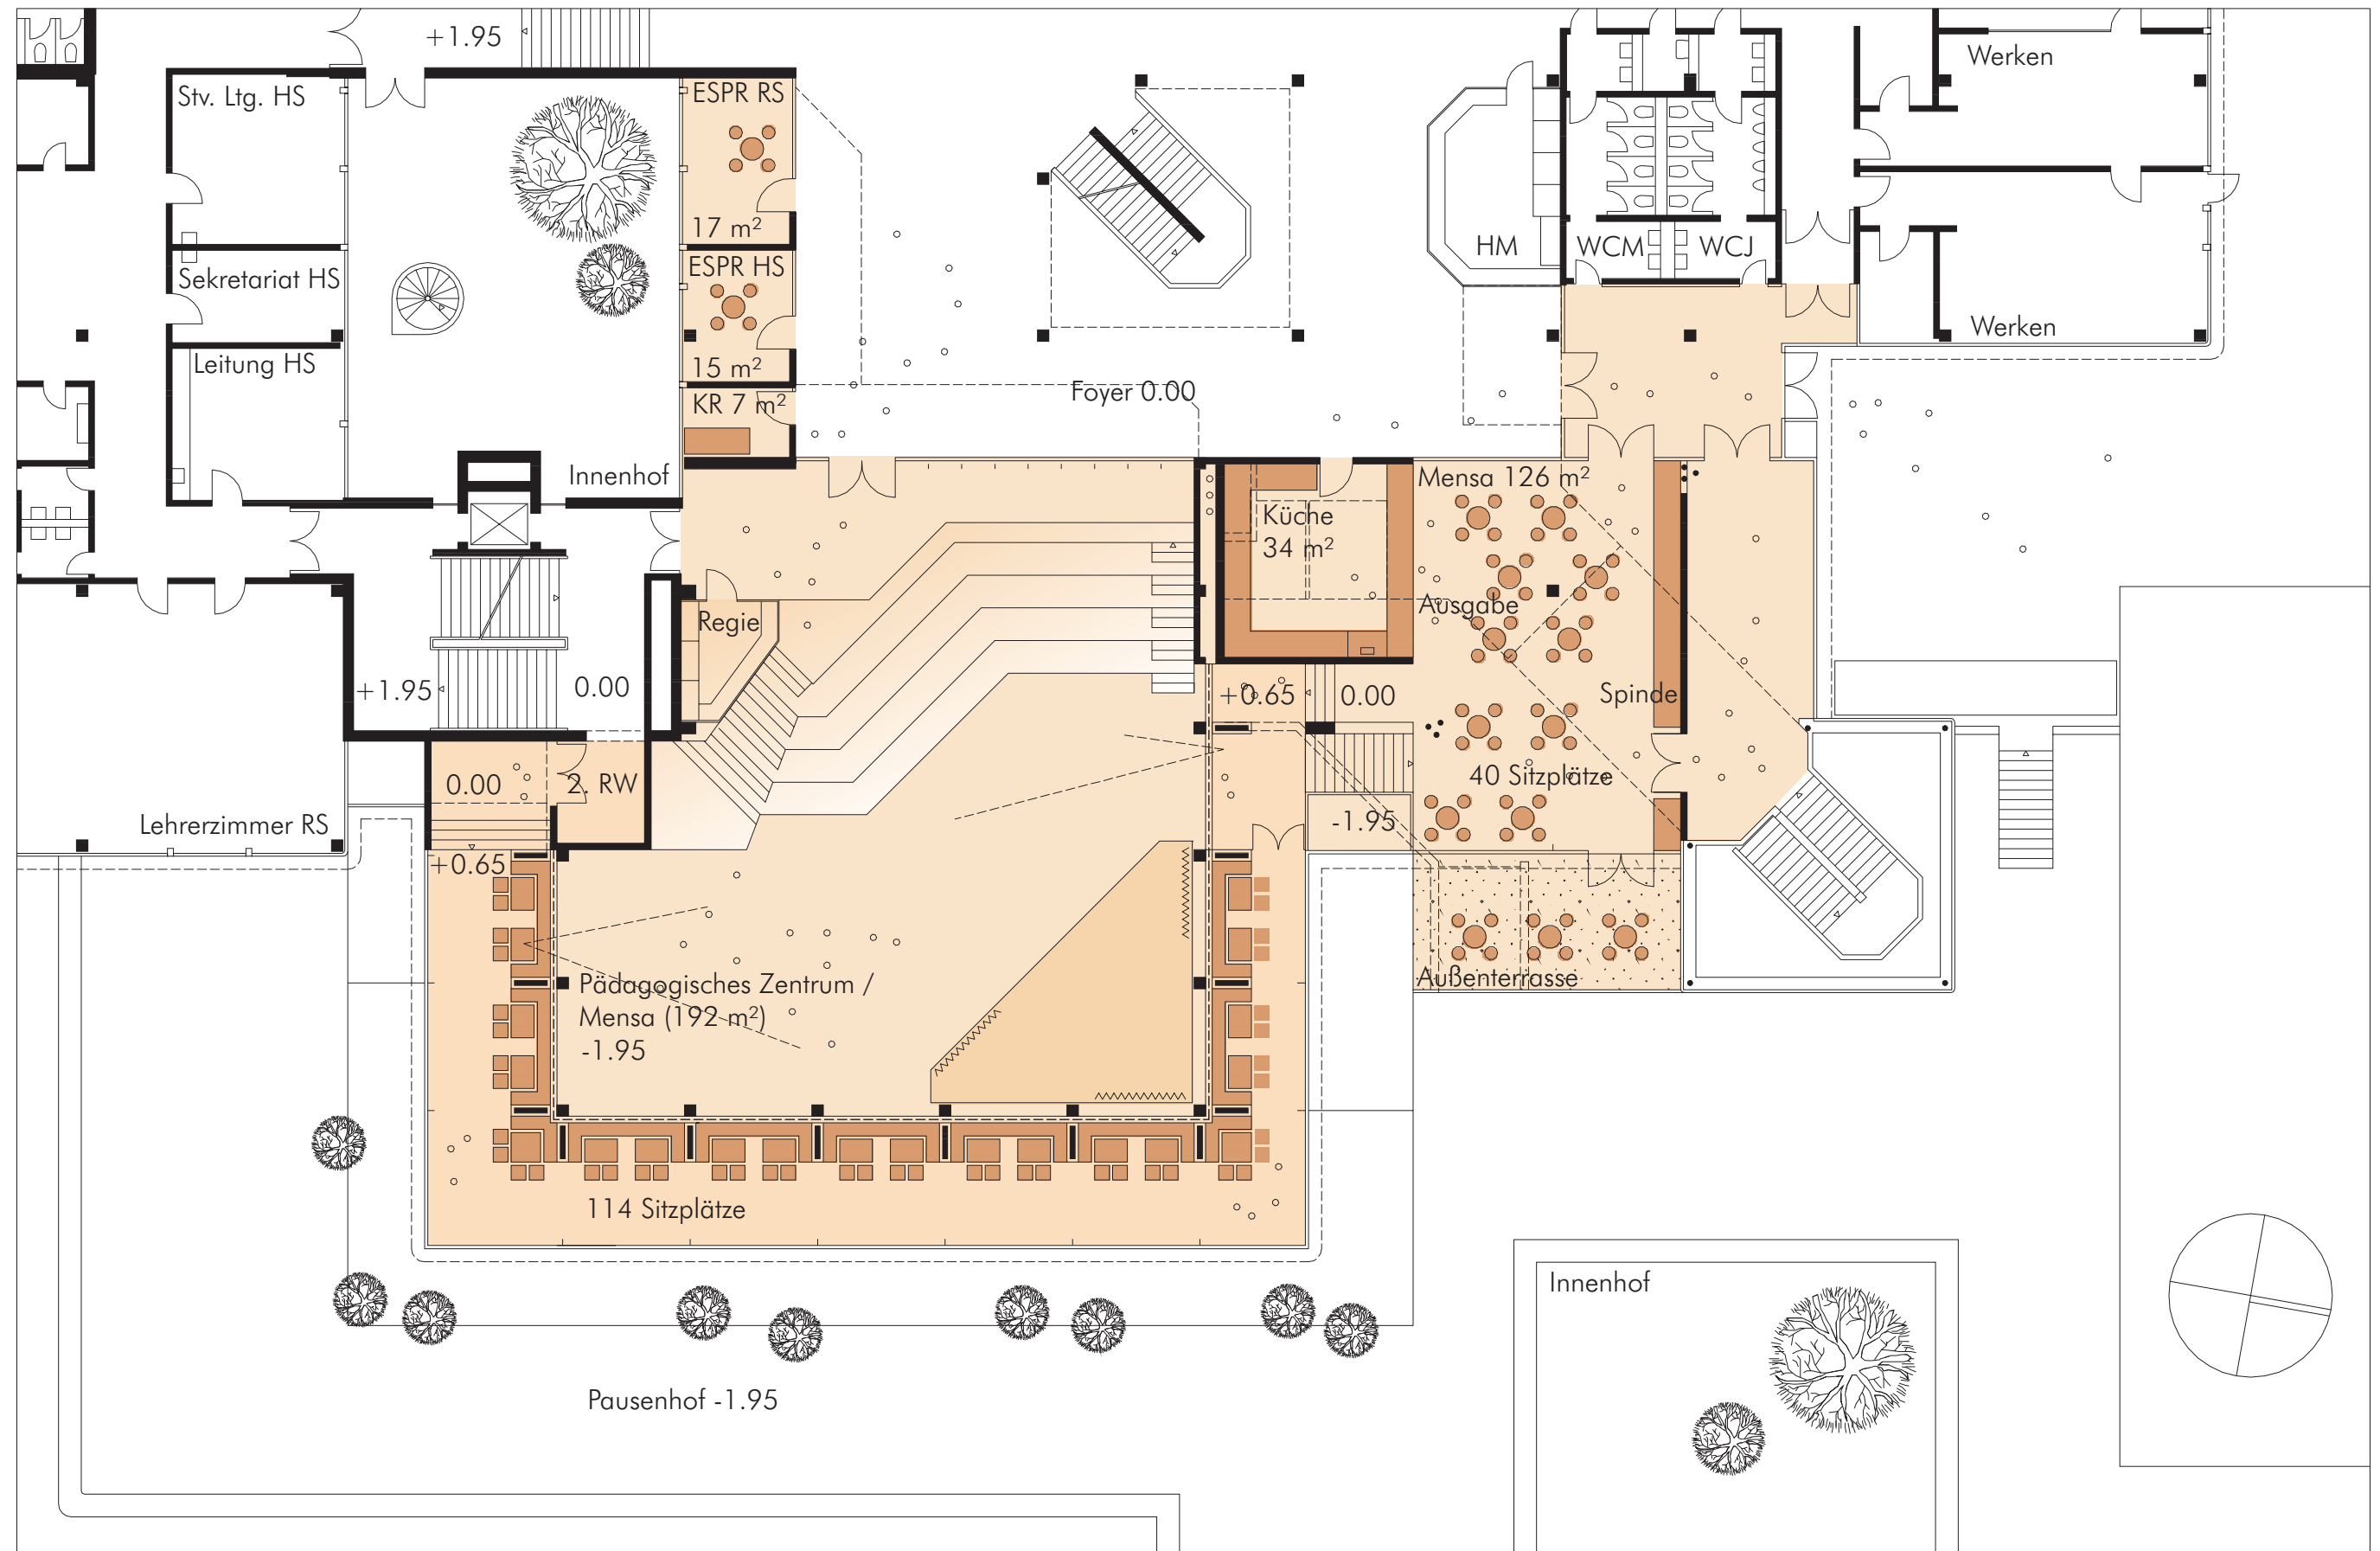 +1.95
Werken
Stv. Ltg. HS
ESPR RS
17 m²
HM
WCM
WCJ
Sekretariat HS
ESPR HS
15 m²
Werken
Leitung HS
KR 7 m²
Foyer 0.00
Innenhof
Mensa 126 m²
Küche
34 m²
Ausgabe
Regie
+1.95
0.00
+0.65
0.00
Spinde
0.00
2. RW
40 Sitzplätze
Lehrerzimmer RS
-1.95
+0.65
Pädagogisches Zentrum /
Mensa (192 m²)
-1.95
Außenterrasse
114 Sitzplätze
Innenhof
Pausenhof -1.95